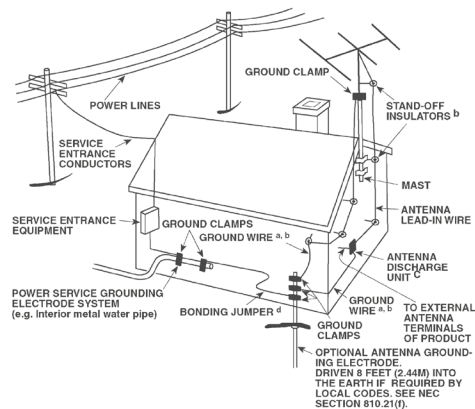 GROUND CLAMP
POWER LINES
STAND-OFF
INSULATORS b
SERVICE
ENTRANCE
CONDUCTORS
MAST
ANTENNA
LEAD-IN WIRE
SERVICE ENTRANCE
EQUIPMENT
GROUND CLAMPS
GROUND WIRE a, b
ANTENNA
DISCHARGE
UNIT C
POWER SERVICE GROUNDING
ELECTRODE SYSTEM
(e.g. Interior metal water pipe)
BONDING JUMPER d
GROUND
WIRE a, b
TO EXTERNAL
ANTENNA
TERMINALS
OF PRODUCT
GROUND
CLAMPS
OPTIONAL ANTENNA GROUND-
ING ELECTRODE.
DRIVEN 8 FEET (2.44M) INTO
THE EARTH IF REQUIRED BY
LOCAL CODES. SEE NEC
SECTION 810.21(f).